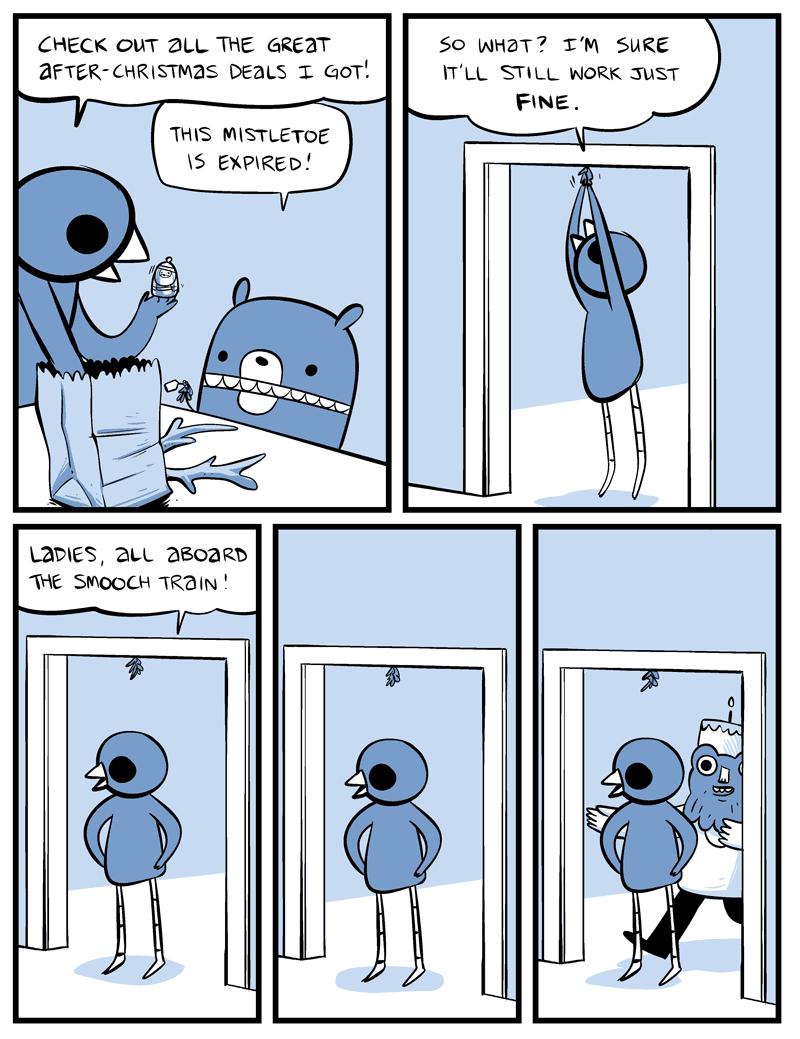 CHECK OUT ALL THE GREAT
AFTER-CHRISTMAS DEALS I GOT!
THIS MISTLETOE
IS EXPIRED!
SO WHAT? I'M SURE
IT'LL STILL WORK JUST
FINE.
LADIES, ALL ABOARD
THE SMOOCH TRAIN!